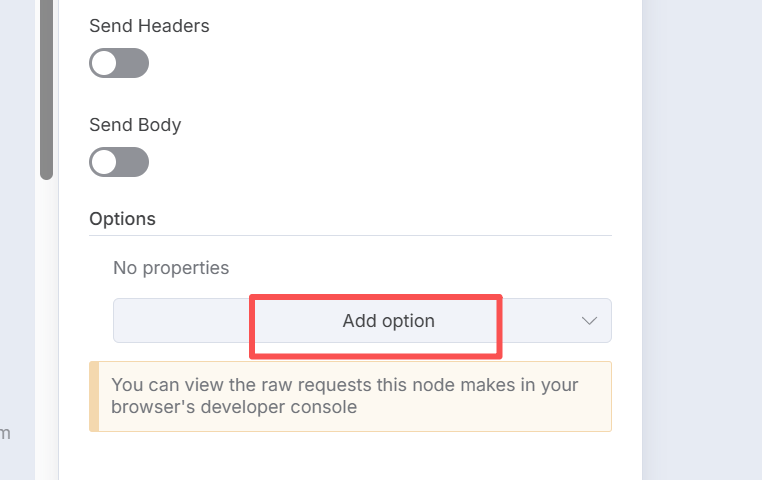 Send Headers
Send Body
Options
No properties
Add option
You can view the raw requests this node makes in your
browser's developer console
m